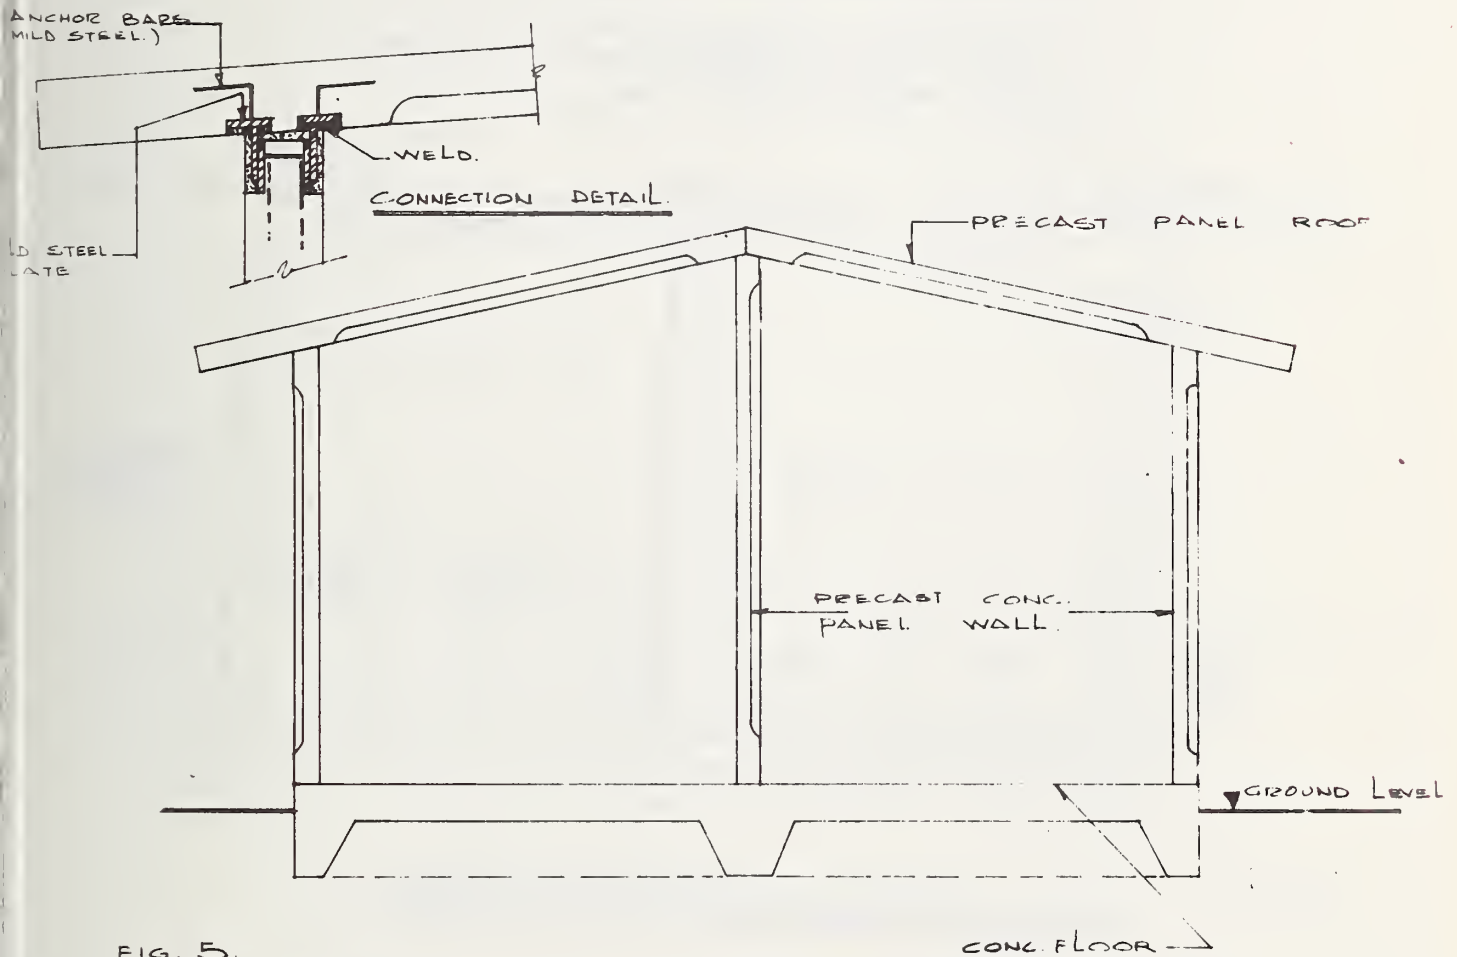 ANCHOR BARS
MILD STEEL.)
WELD.
CONNECTION DETAIL.
LD STEEL
LATE
PRECAST PANEL ROOF
PRECAST CONC.
PANEL WALL.
GROUND LEVEL
CONC. FLOOR
FIG. 5.